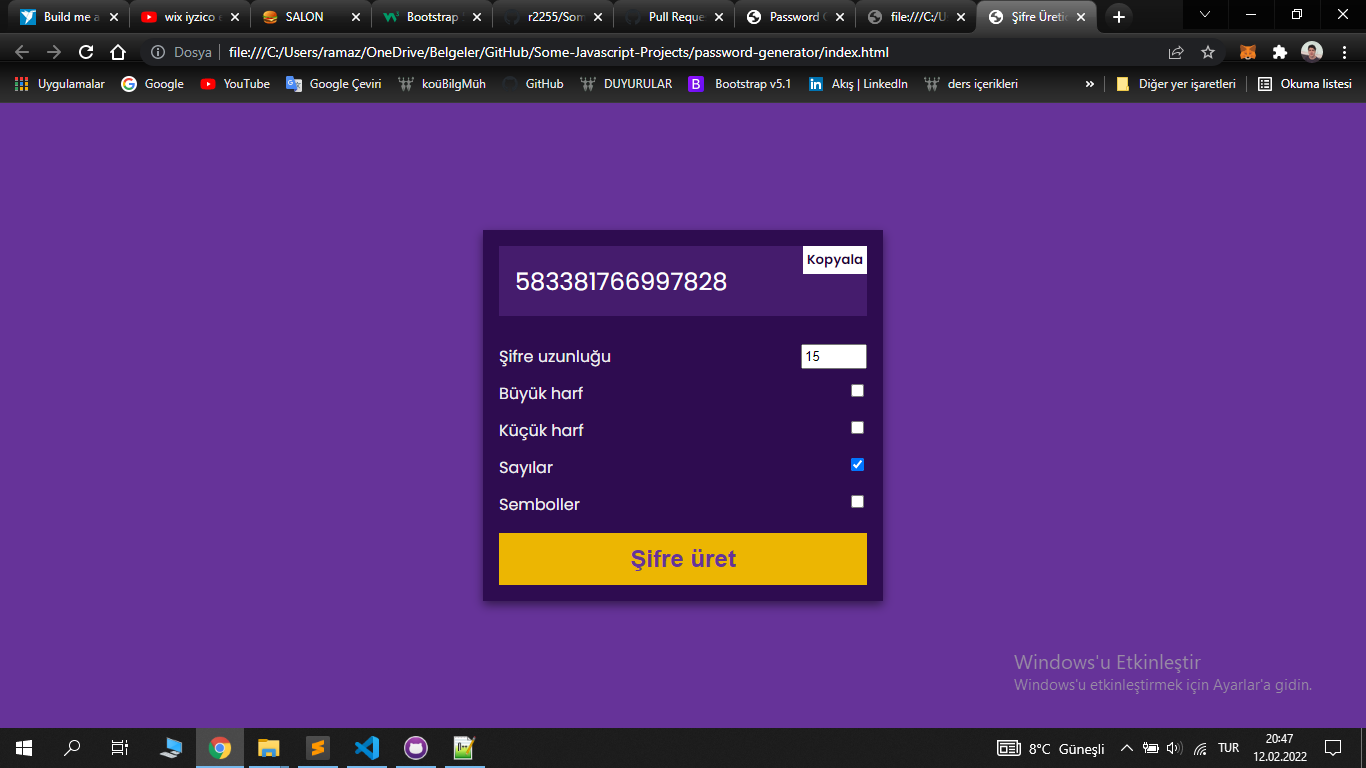 Build me a
wix iyzico e
SALON
Bootstrap
r2255/Som
Pull Reque
Password G
file:///C:/U
Şifre Üretic
Dosya
file:///C:/Users/ramaz/OneDrive/Belgeler/GitHub/Some-Javascript-Projects/password-generator/index.html
Uygulamalar
Google
YouTube
Google Çeviri
koüBilgMüh
GitHub
DUYURULAR
Bootstrap v5.1
Akış | LinkedIn
ders içerikleri
»
Diğer yer işaretleri
Okuma listesi
Kopyala
583381766997828
Şifre uzunluğu
15
Büyük harf
Küçük harf
Sayılar
Semboller
Şifre üret
Windows'u Etkinleştir
Windows'u etkinleştirmek için Ayarlar'a gidin.
8°C Güneşli
TUR
20:47
12.02.2022